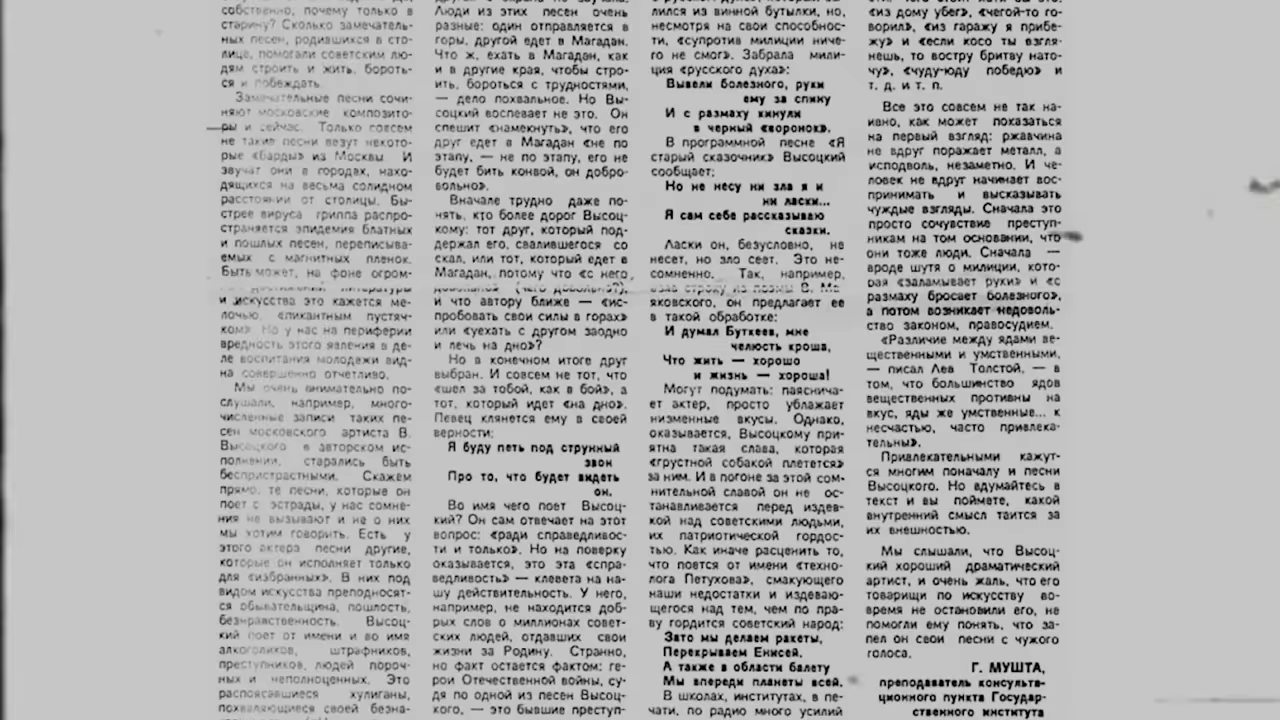 собственно, почему только в
старину? Сколько замечатель-
ных песен, родившихся в сто-
лице, помогали советским лю-
дям строить и жить, бороть-
ся и побеждать.
Замечательные песни сочи-
няют московские композито-
ры и сейчас. Только совсем
не такие песни везут некото-
рые «барды» из Москвы. И
звучат они в городах, нахо-
дящихся на весьма солидном
расстоянии от столицы. Бы-
стрее вируса гриппа распро-
страняется эпидемия блатных
и пошлых песен, переписыва-
емых с магнитных пленок.
Быть может, на фоне огром-
достижений литературы
и искусства это кажется ме-
лочью, «пикантным пустяч-
ком». Но у нас на периферии
вредность этого явления в де-
ле воспитания молодежи вид-
на совершенно отчетливо.
Мы очень внимательно по-
слушали, например, много-
численные записи таких пе-
сен московского артиста В.
Высоцкого в авторском ис-
полнении, старались быть
беспристрастными. Скажем
прямо, те песни, которые он
поет с эстрады, у нас сомне-
ния не вызывают и не о них
мы хотим говорить. Есть у
этого актера песни другие,
которые он исполняет только
для «избранных». В них под
видом искусства преподносят-
ся обывательщина, пошлость,
безнравственность. Высоц-
кий поет от имени и во имя
алкоголиков, штрафников,
преступников, людей пороч-
ных и неполноценных. Это
распоясавшиеся хулиганы,
похваляющиеся своей безна-
Люди из этих песен очень
разные: один отправляется в
горы, другой едет в Магадан.
Что ж, ехать в Магадан, как
и в другие края, чтобы стро-
ить, бороться с трудностями,
— дело похвальное. Но Вы-
соцкий воспевает не это. Он
спешит «намекнуть», что его
друг едет в Магадан «не по
этапу, — не по этапу, его не
будет бить конвой, он добро-
вольно».
Вначале трудно даже по-
нять, кто более дорог Высоц-
кому: тот друг, который под-
держал его, свалившегося со
скал, или тот, который едет в
Магадан, потому что «с него,
довольно» (чего довольно?),
и что автору ближе — «ис-
пробовать свои силы в горах»
или «уехать с другом заодно
и лечь на дно»?
Но в конечном итоге друг
выбран. И совсем не тот, что
«шел за тобой, как в бой», а
тот, который идет «на дно».
Певец клянется ему в своей
верности:
Я буду петь под струнный
звон
Про то, что будет видеть
он.
Во имя чего поет Высоц-
кий? Он сам отвечает на этот
вопрос: «ради справедливос-
ти и только». Но на поверку
оказывается, это эта «спра-
ведливость» — клевета на на-
шу действительность. У него,
например, не находится доб-
рых слов о миллионах совет-
ских людей, отдавших свои
жизни за Родину. Странно,
но факт остается фактом: ге-
рои Отечественной войны, су-
дя по одной из песен Высоц-
кого, — это бывшие преступ-
лился из винной бутылки, но,
несмотря на свои способнос-
ти, «супротив милиции ниче-
го не смог». Забрала мили-
ция «русского духа»:
Вывели болезного, руки
ему за спину
И с размаху кинули
в черный «воронок».
В программной песне «Я
старый сказочник» Высоцкий
сообщает:
Но не несу ни зла я и
ни ласки...
Я сам себе рассказываю
сказки.
Ласки он, безусловно, не
несет, но зло сеет. Это не-
сомненно. Так, например,
взяв строку из поэмы В. Ма-
яковского, он предлагает ее
в такой обработке:
И думал Буткеев, мне
челюсть кроша,
Что жить — хорошо
и жизнь — хороша!
Могут подумать: паяснича-
ет актер, просто ублажает
низменные вкусы. Однако,
оказывается, Высоцкому при-
ятна такая слава, которая
«грустной собакой плетется»
за ним. И в погоне за этой сом-
нительной славой он не ос-
танавливается перед издев-
кой над советскими людьми,
их патриотической гордос-
тью. Как иначе расценить то,
что поется от имени «техно-
лога Петухова», смакующего
наши недостатки и издеваю-
щегося над тем, чем по пра-
ву гордится советский народ:
Зато мы делаем ракеты,
Перекрываем Енисей,
А также в области балету
Мы впереди планеты всей.
В школах, институтах, в пе-
чати, по радио много усилий
«из дому убег», «чегой-то го-
ворил», «из гаражу я прибе-
жу» и «если косо ты взгля-
нешь, то востру бритву нато-
чу», «чуду-юду победю» и
т. д. и т. п.
Все это совсем не так на-
ивно, как может показаться
на первый взгляд: ржавчина
не вдруг поражает металл, а
исподволь, незаметно. И че-
ловек не вдруг начинает вос-
принимать и высказывать
чуждые взгляды. Сначала это
просто сочувствие преступ-
никам на том основании, что
они тоже люди. Сначала —
вроде шутя о милиции, кото-
рая «заламывает руки» и «с
размаху бросает болезного»,
а потом возникает недоволь-
ство законом, правосудием.
«Различие между ядами ве-
щественными и умственными,
— писал Лев Толстой, — в
том, что большинство ядов
вещественных противны на
вкус, яды же умственные... к
несчастью, часто привлека-
тельны».
Привлекательными кажут-
ся многим поначалу и песни
Высоцкого. Но вдумайтесь в
текст и вы поймете, какой
внутренний смысл таится за
их внешностью.
Мы слышали, что Высоц-
кий хороший драматический
артист, и очень жаль, что его
товарищи по искусству во-
время не остановили его, не
помогли ему понять, что за-
пел он свои песни с чужого
голоса.
Г. МУШТА,
преподаватель консульта-
ционного пункта Государ-
ственного института